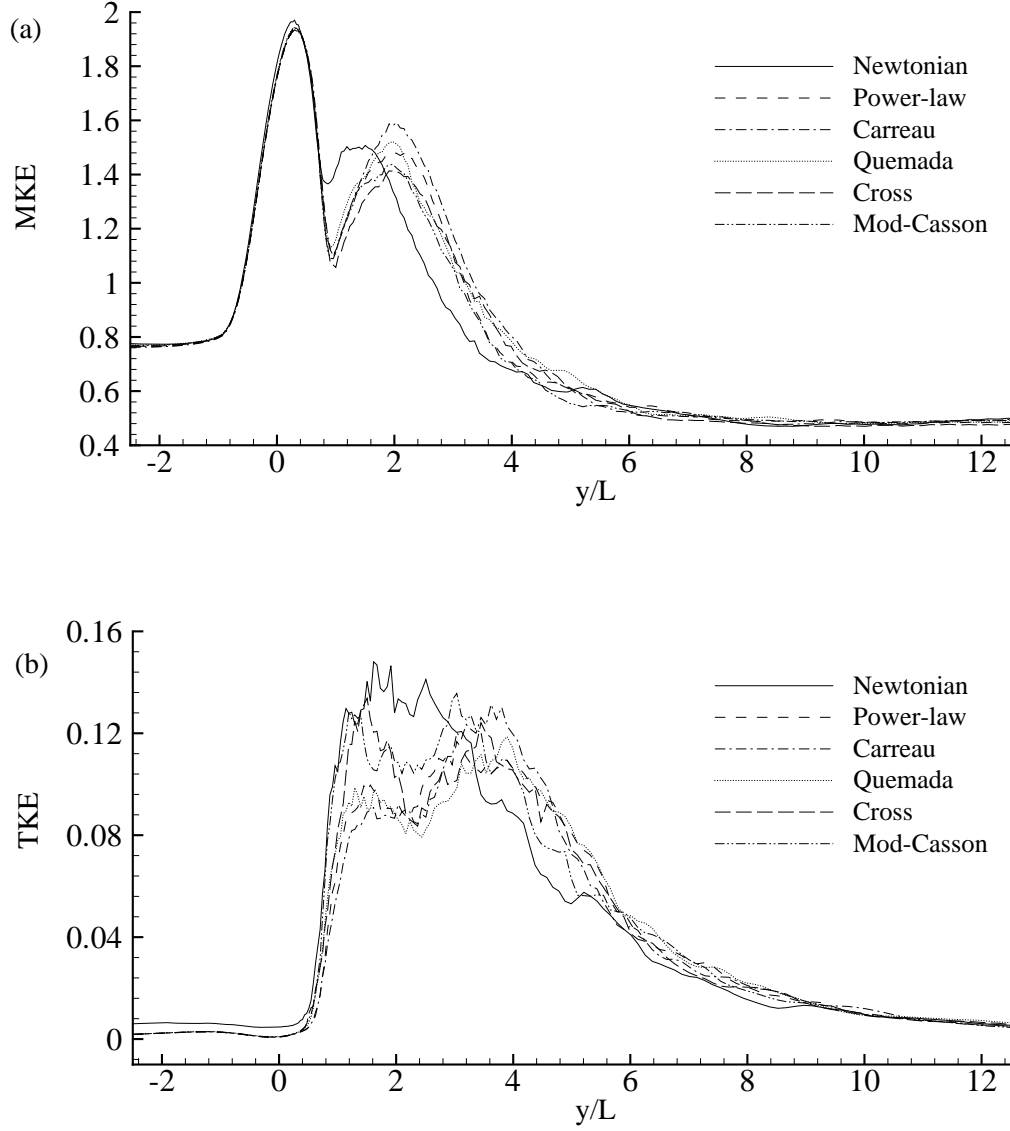 (a)
MKE
2
1.8
1.6
1.4
1.2
1
0.8
0.6
0.4
-2 0 2 4 6 8 10 12
y/L
Newtonian
Power-law
Carreau
Quemada
Cross
Mod-Casson
(b)
TKE
0.16
0.12
0.08
0.04
0
-2 0 2 4 6 8 10 12
y/L
Newtonian
Power-law
Carreau
Quemada
Cross
Mod-Casson